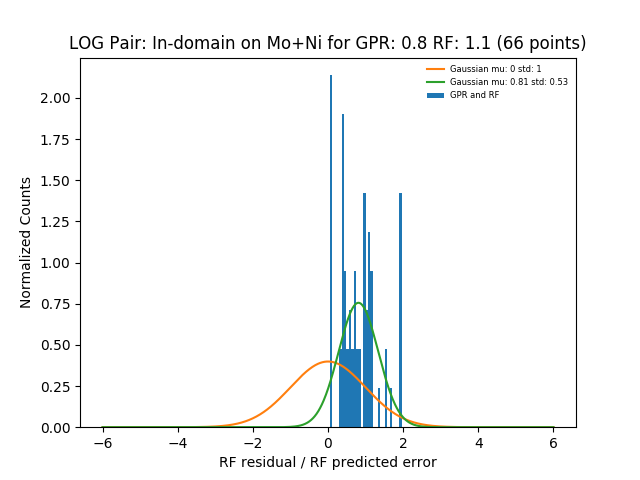 LOG Pair: In-domain on Mo+Ni for GPR: 0.8 RF: 1.1 (66 points)
Gaussian mu: 0 std: 1
Gaussian mu: 0.81 std: 0.53
GPR and RF
Normalized Counts
2.00
1.75
1.50
1.25
1.00
0.75
0.50
0.25
0.00
−6
−4
−2
0
2
4
6
RF residual / RF predicted error